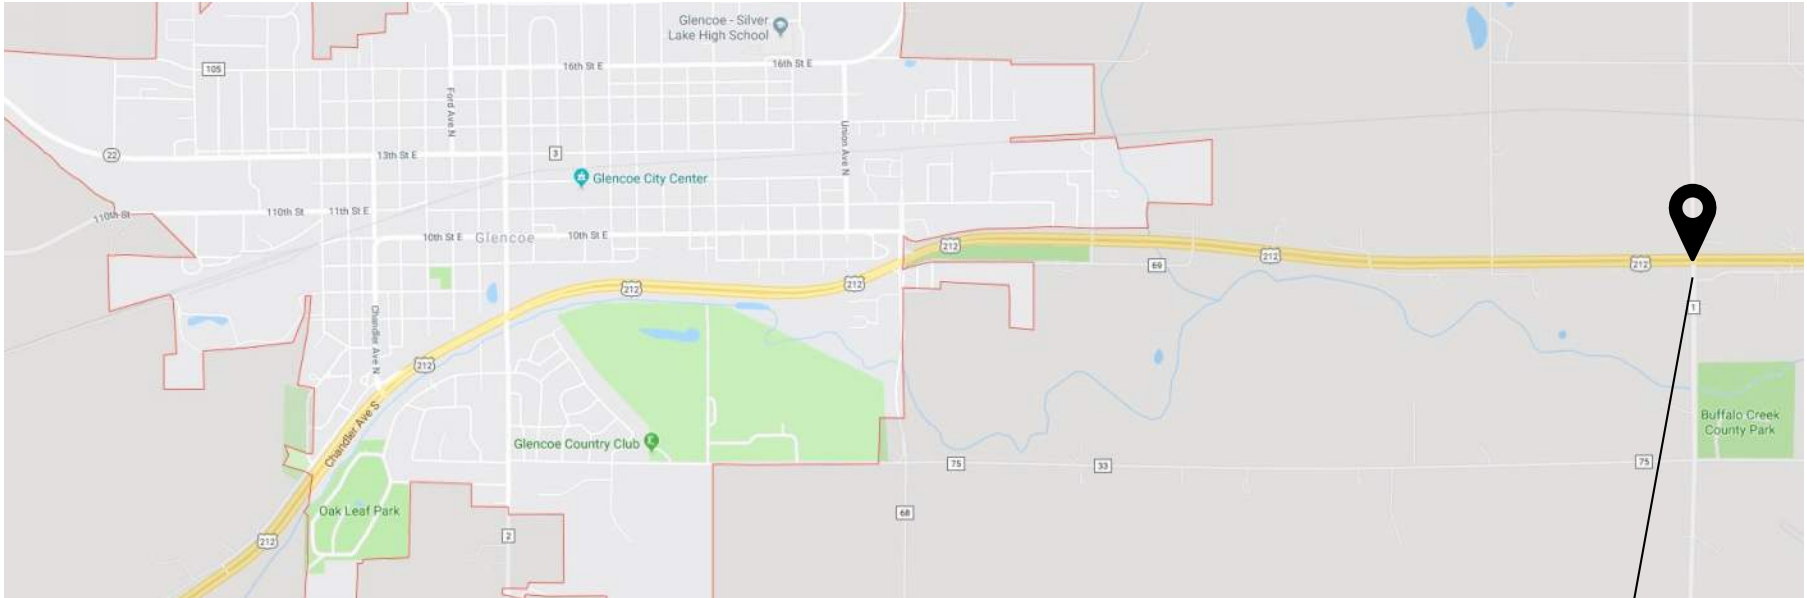 Glencoe - Silver
Lake High School
105
16th St E
16th St E
Ford Ave N
Union Ave N
22
13th St E
3
Glencoe City Center
110th St
110th St
11th St E
10th St E
Glencoe
10th St E
212
69
212
212
212
212
1
Chandler Ave N
212
Buffalo Creek
County Park
Chandler Ave S
Glencoe Country Club
75
33
75
Oak Leaf Park
68
2
212